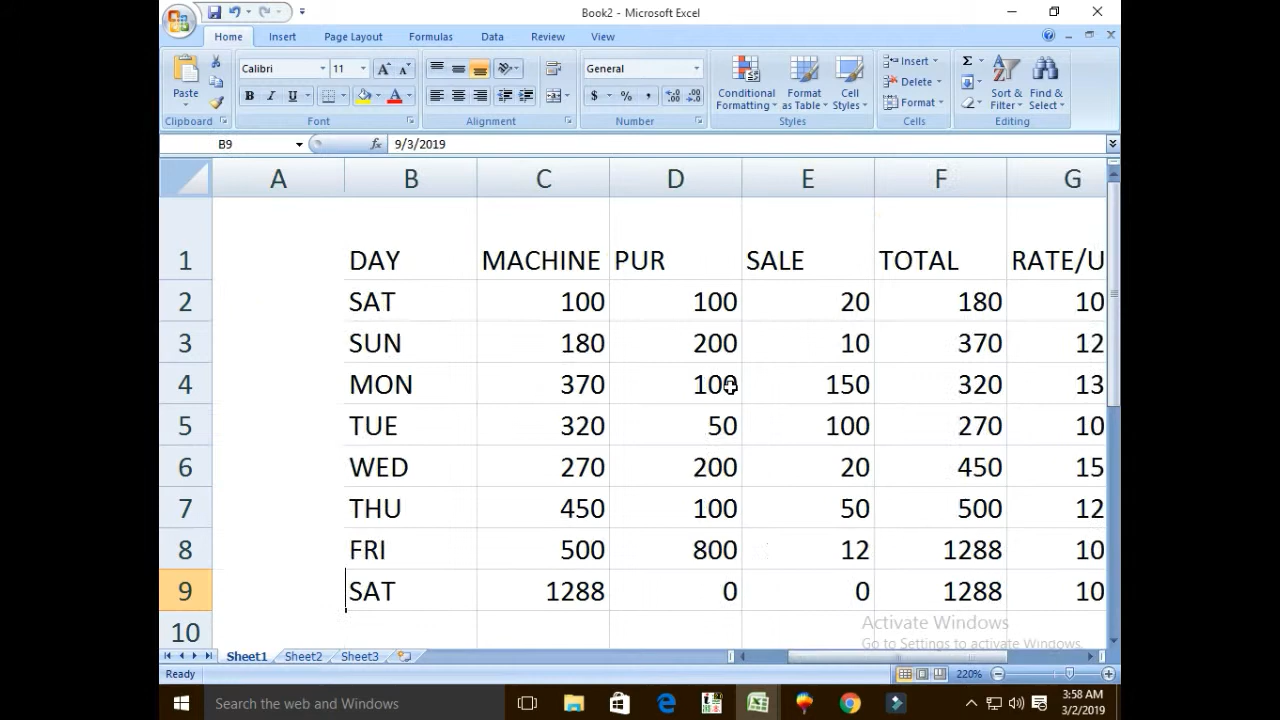 Book2 - Microsoft Excel
Home Insert Page Layout Formulas Data Review View
Paste
Calibri 11
B I U A
General
$ % ,
Conditional Formatting
Format as Table
Cell Styles
Insert
Delete
Format
Σ
Sort & Filter
Find & Select
Clipboard Font Alignment Number Styles Cells Editing
B9 fx 9/3/2019
A B C D E F G
1 DAY MACHINE PUR SALE TOTAL RATE/U
2 SAT 100 100 20 180 10
3 SUN 180 200 10 370 12
4 MON 370 100 150 320 13
5 TUE 320 50 100 270 10
6 WED 270 200 20 450 15
7 THU 450 100 50 500 12
8 FRI 500 800 12 1288 10
9 SAT 1288 0 0 1288 10
10
Activate Windows
Go to Settings to activate Windows.
Sheet1 Sheet2 Sheet3
Ready 220%
Search the web and Windows
3:58 AM
3/2/2019